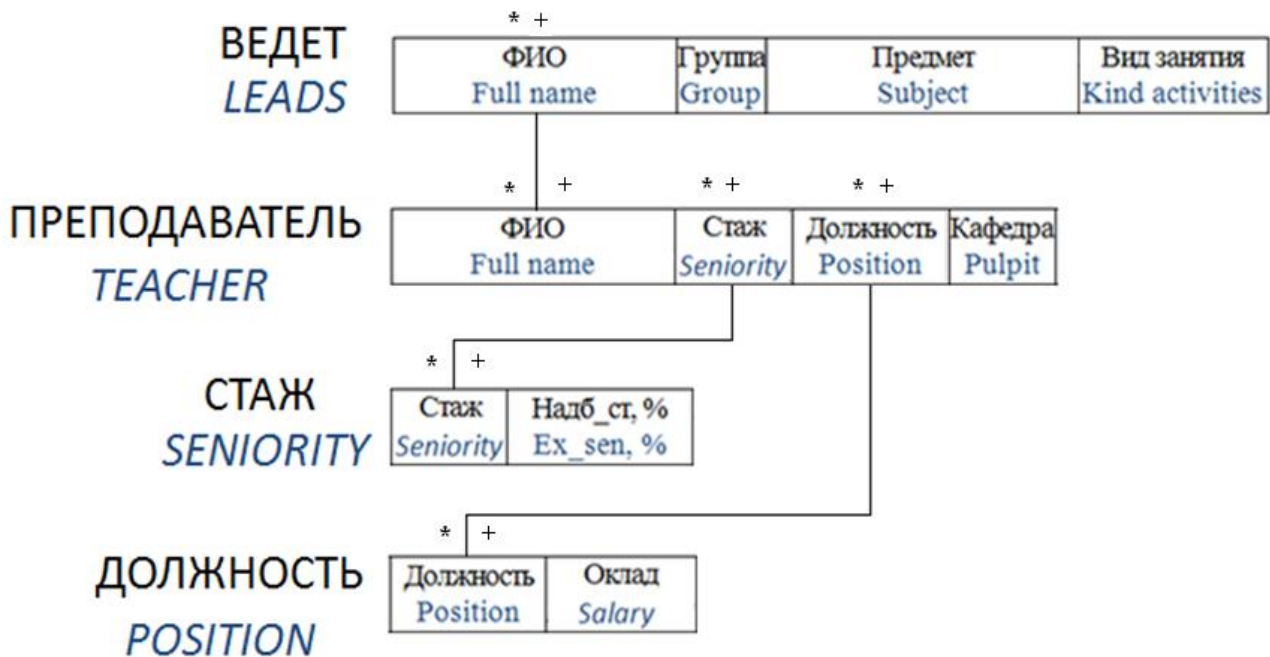 * +
ВЕДЕТ
LEADS
ФИО Группа Предмет Вид занятия
Full name Group Subject Kind activities
* + * + * +
ПРЕПОДАВАТЕЛЬ
TEACHER
ФИО Стаж Должность Кафедра
Full name Seniority Position Pulpit
* +
СТАЖ
SENIORITY
Стаж Надб_ст, %
Seniority Ex_sen, %
* +
ДОЛЖНОСТЬ
POSITION
Должность Оклад
Position Salary